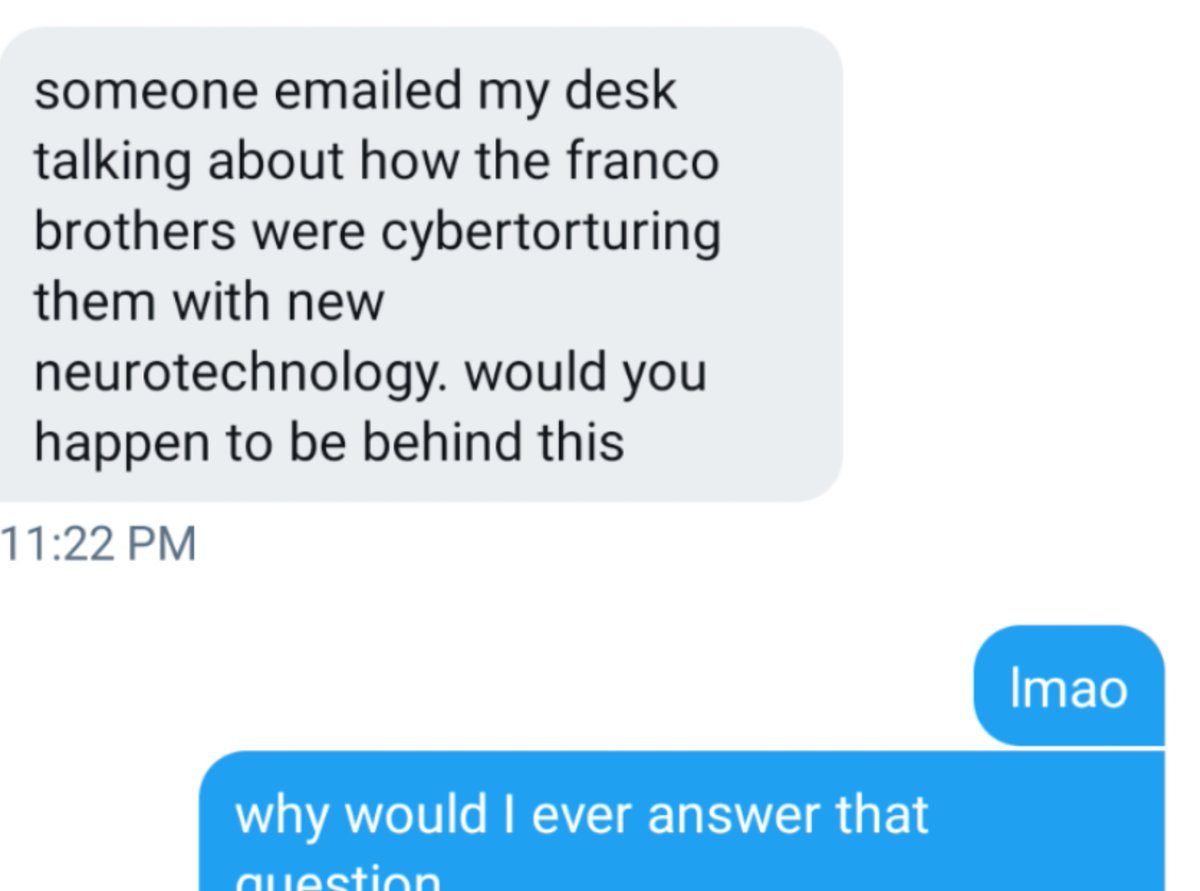 someone emailed my desk
talking about how the franco
brothers were cybertorturing
them with new
neurotechnology. would you
happen to be behind this
11:22 PM
lmao
why would I ever answer that
question